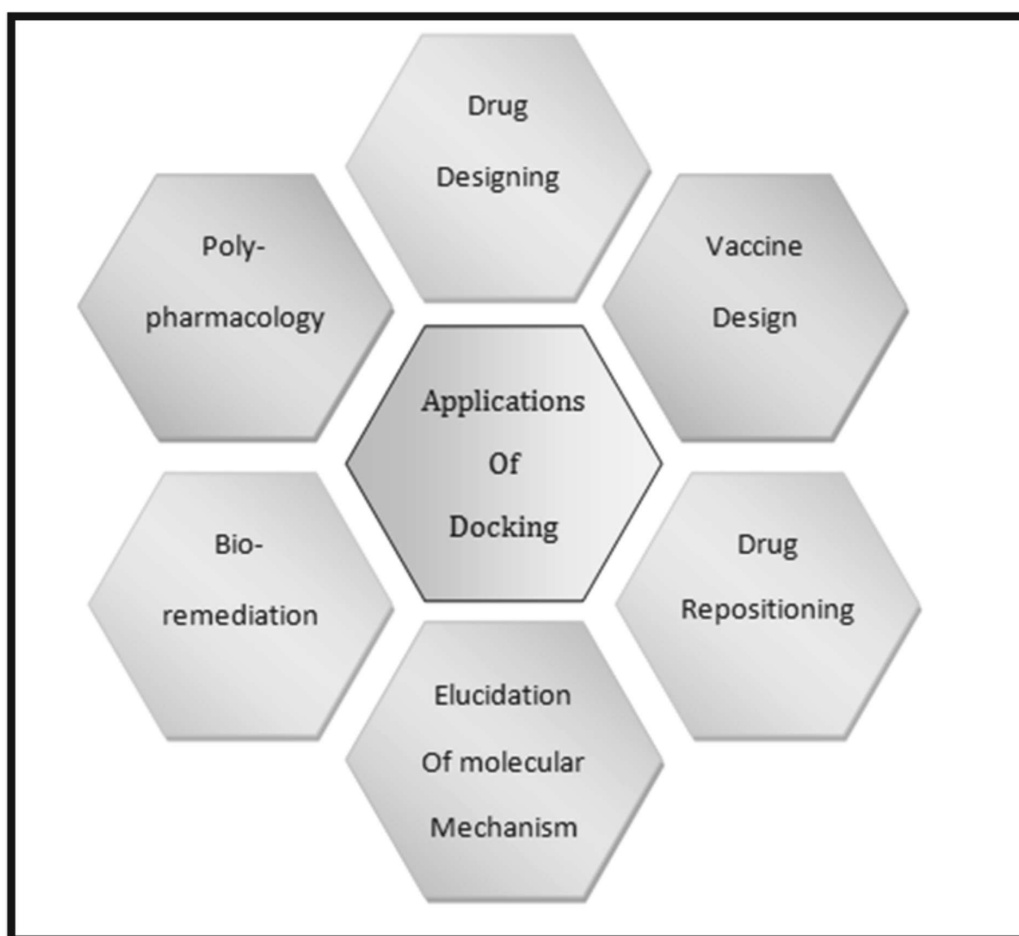 Drug
Designing
Poly-
pharmacology
Vaccine
Design
Applications
Of
Docking
Bio-
remediation
Drug
Repositioning
Elucidation
Of molecular
Mechanism